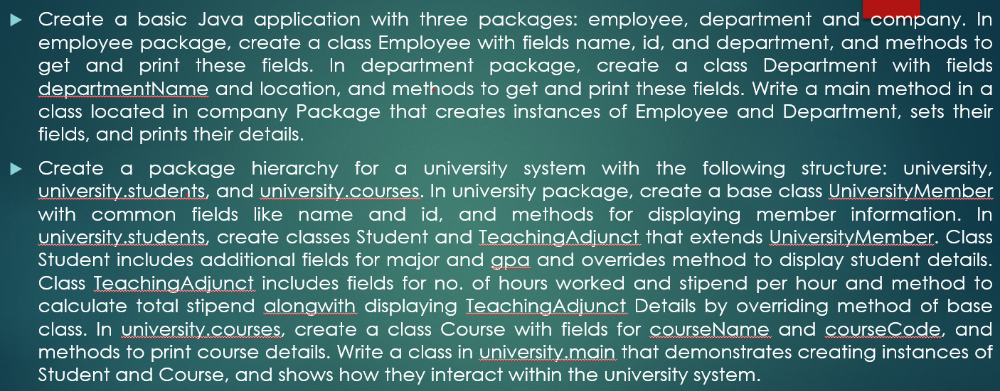 Create a basic Java application with three packages: employee, department and company. In
employee package, create a class Employee with fields name, id, and department, and methods to
get and print these fields. In department package, create a class Department with fields
departmentName and location, and methods to get and print these fields. Write a main method in a
class located in company Package that creates instances of Employee and Department, sets their
fields, and prints their details.
Create a package hierarchy for a university system with the following structure: university,
university.students, and university.courses. In university package, create a base class UniversityMember
with common fields like name and id, and methods for displaying member information. In
university.students, create classes Student and TeachingAdjunct that extends UniversityMember. Class
Student includes additional fields for major and gpa and overrides method to display student details.
Class TeachingAdjunct includes fields for no. of hours worked and stipend per hour and method to
calculate total stipend alongwith displaying TeachingAdjunct Details by overriding method of base
class. In university.courses, create a class Course with fields for courseName and courseCode, and
methods to print course details. Write a class in university.main that demonstrates creating instances of
Student and Course, and shows how they interact within the university system.